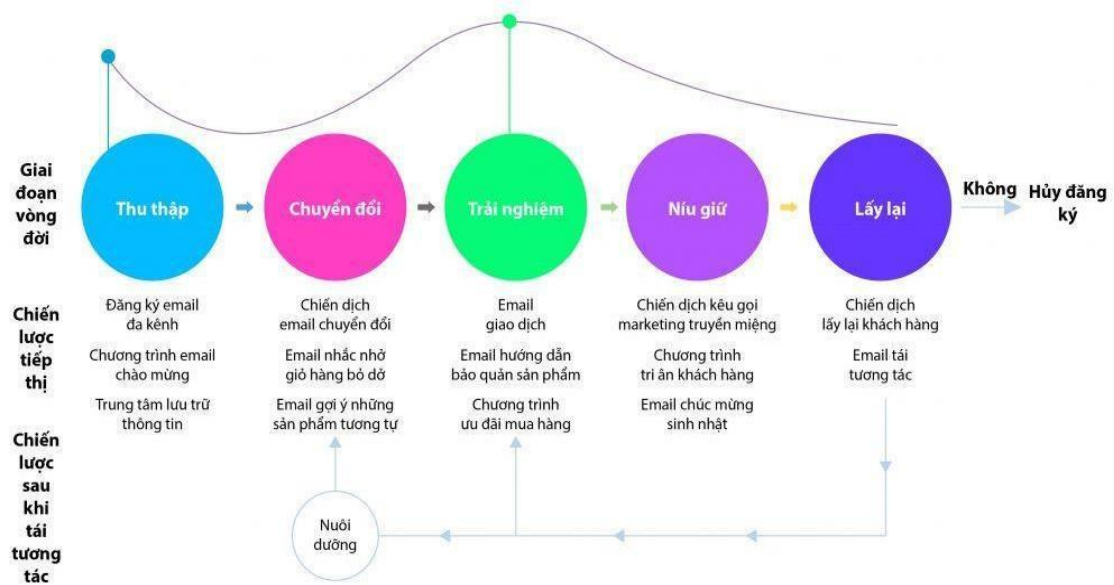 Giai
đoạn
vòng
đời
Thu thập
Chuyển đổi
Trải nghiệm
Níu giữ
Lấy lại
Không
Hủy đăng
ký
Chiến
lược
tiếp
thị
Đăng ký email
đa kênh
Chương trình email
chào mừng
Trung tâm lưu trữ
thông tin
Chiến dịch
email chuyển đổi
Email nhắc nhở
giỏ hàng bỏ dở
Email gợi ý những
sản phẩm tương tự
Email
giao dịch
Email hướng dẫn
bảo quản sản phẩm
Chương trình
ưu đãi mua hàng
Chiến dịch kêu gọi
marketing truyền miệng
Chương trình
tri ân khách hàng
Email chúc mừng
sinh nhật
Chiến dịch
lấy lại khách hàng
Email tái
tương tác
Chiến
lược
sau
khi
tái
tương
tác
Nuôi
dưỡng